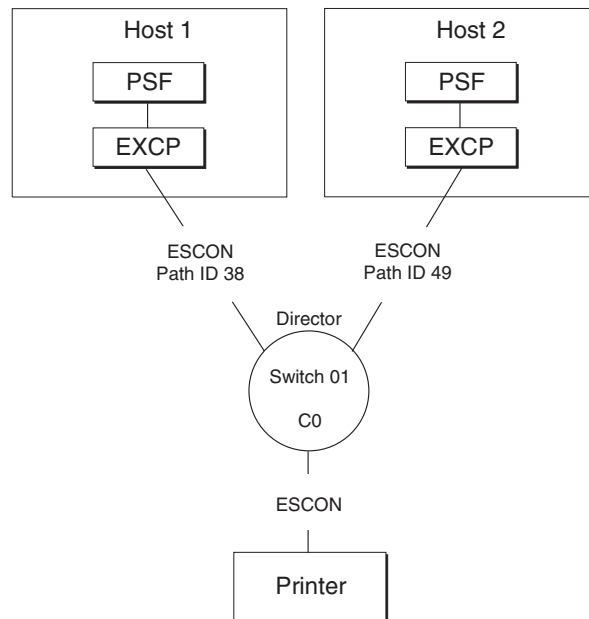 Host 1
PSF
EXCP
Host 2
PSF
EXCP
ESCON
Path ID 38
ESCON
Path ID 49
Director
Switch 01
C0
ESCON
Printer